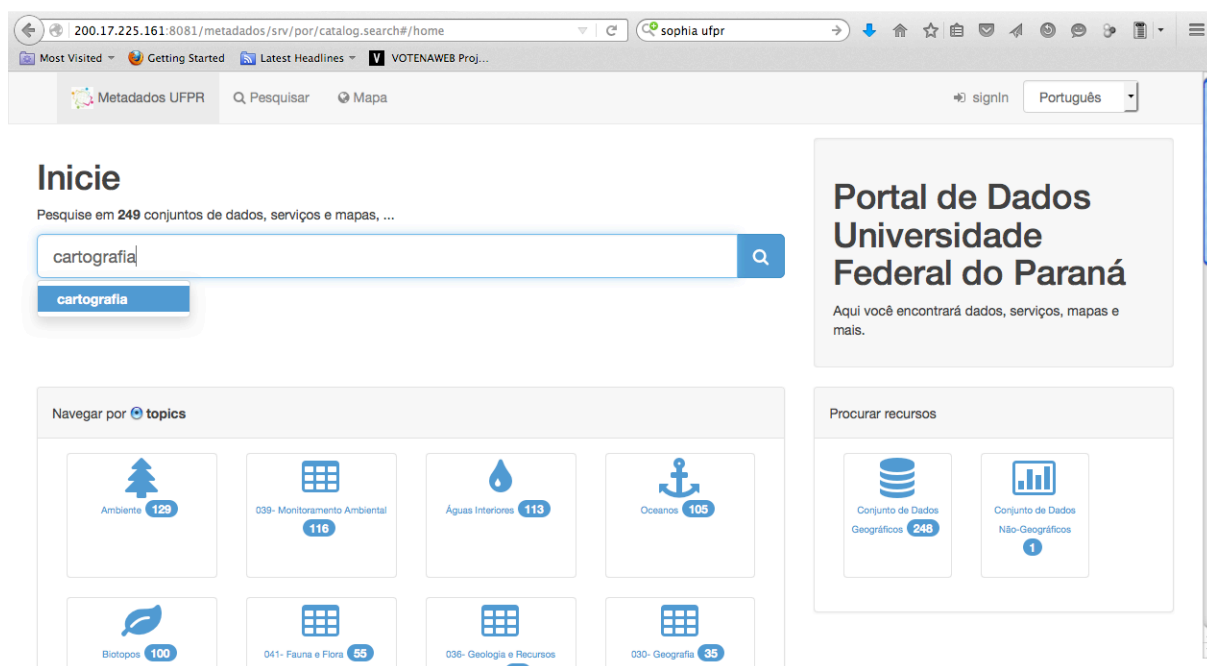 200.17.225.161:8081/metadados/srv/por/catalog.search#/home
sophia ufpr
Most Visited
Getting Started
Latest Headlines
V VOTENAWEB Proj...
Metadados UFPR
Pesquisar
Mapa
signIn
Português
Inicie
Pesquise em 249 conjuntos de dados, serviços e mapas, ...
cartografia
cartografia
Portal de Dados
Universidade
Federal do Paraná
Aqui você encontrará dados, serviços, mapas e
mais.
Navegar por topics
Ambiente 129
039- Monitoramento Ambiental
116
Águas Interiores 113
Oceanos 105
Biotopos 100
041- Fauna e Flora 55
036- Geologia e Recursos
030- Geografia 35
Procurar recursos
Conjunto de Dados
Geográficos 248
Conjunto de Dados
Não-Geográficos
1